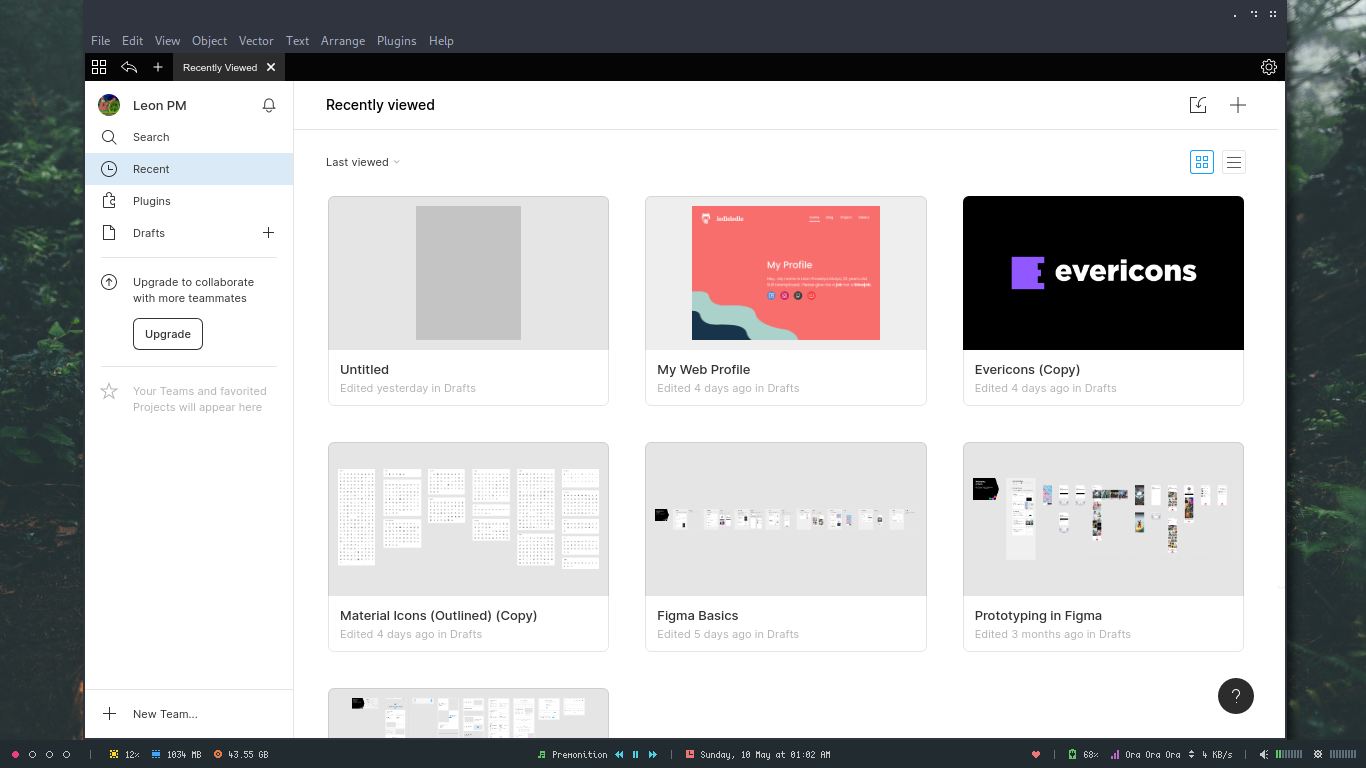 File Edit View Object Vector Text Arrange Plugins Help
Recently Viewed
Leon PM
Search
Recent
Plugins
Drafts
Upgrade to collaborate
with more teammates
Upgrade
Your Teams and favorited
Projects will appear here
New Team...
Recently viewed
Last viewed
My Profile
Untitled
Edited yesterday in Drafts
My Web Profile
Edited 4 days ago in Drafts
evericons
Evericons (Copy)
Edited 4 days ago in Drafts
Material Icons (Outlined) (Copy)
Edited 4 days ago in Drafts
Figma Basics
Edited 5 days ago in Drafts
Prototyping in Figma
Edited 3 months ago in Drafts
?
12% 1034 MB 43.55 GB Premonition Sunday, 10 May at 01:02 AM 68% Ora Ora Ora 4 KB/s